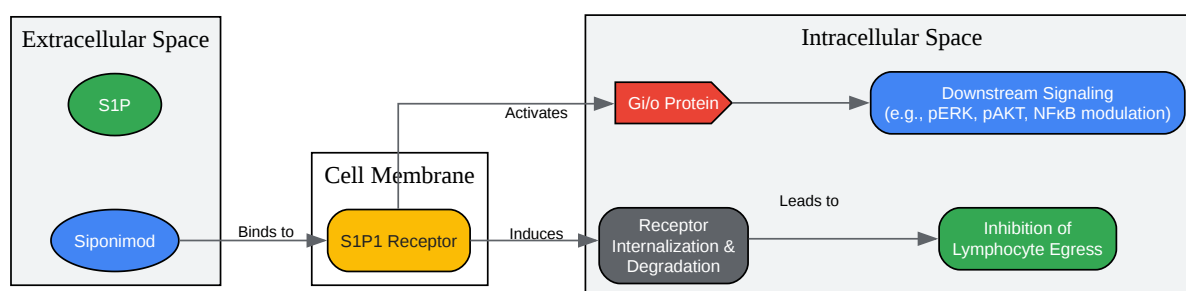 Extracellular Space
S1P
Siponimod
Binds to
Cell Membrane
S1P1 Receptor
Activates
Induces
Intracellular Space
Gi/o Protein
Downstream Signaling
(e.g., pERK, pAKT, NFκB modulation)
Receptor
Internalization &
Degradation
Leads to
Inhibition of
Lymphocyte Egress